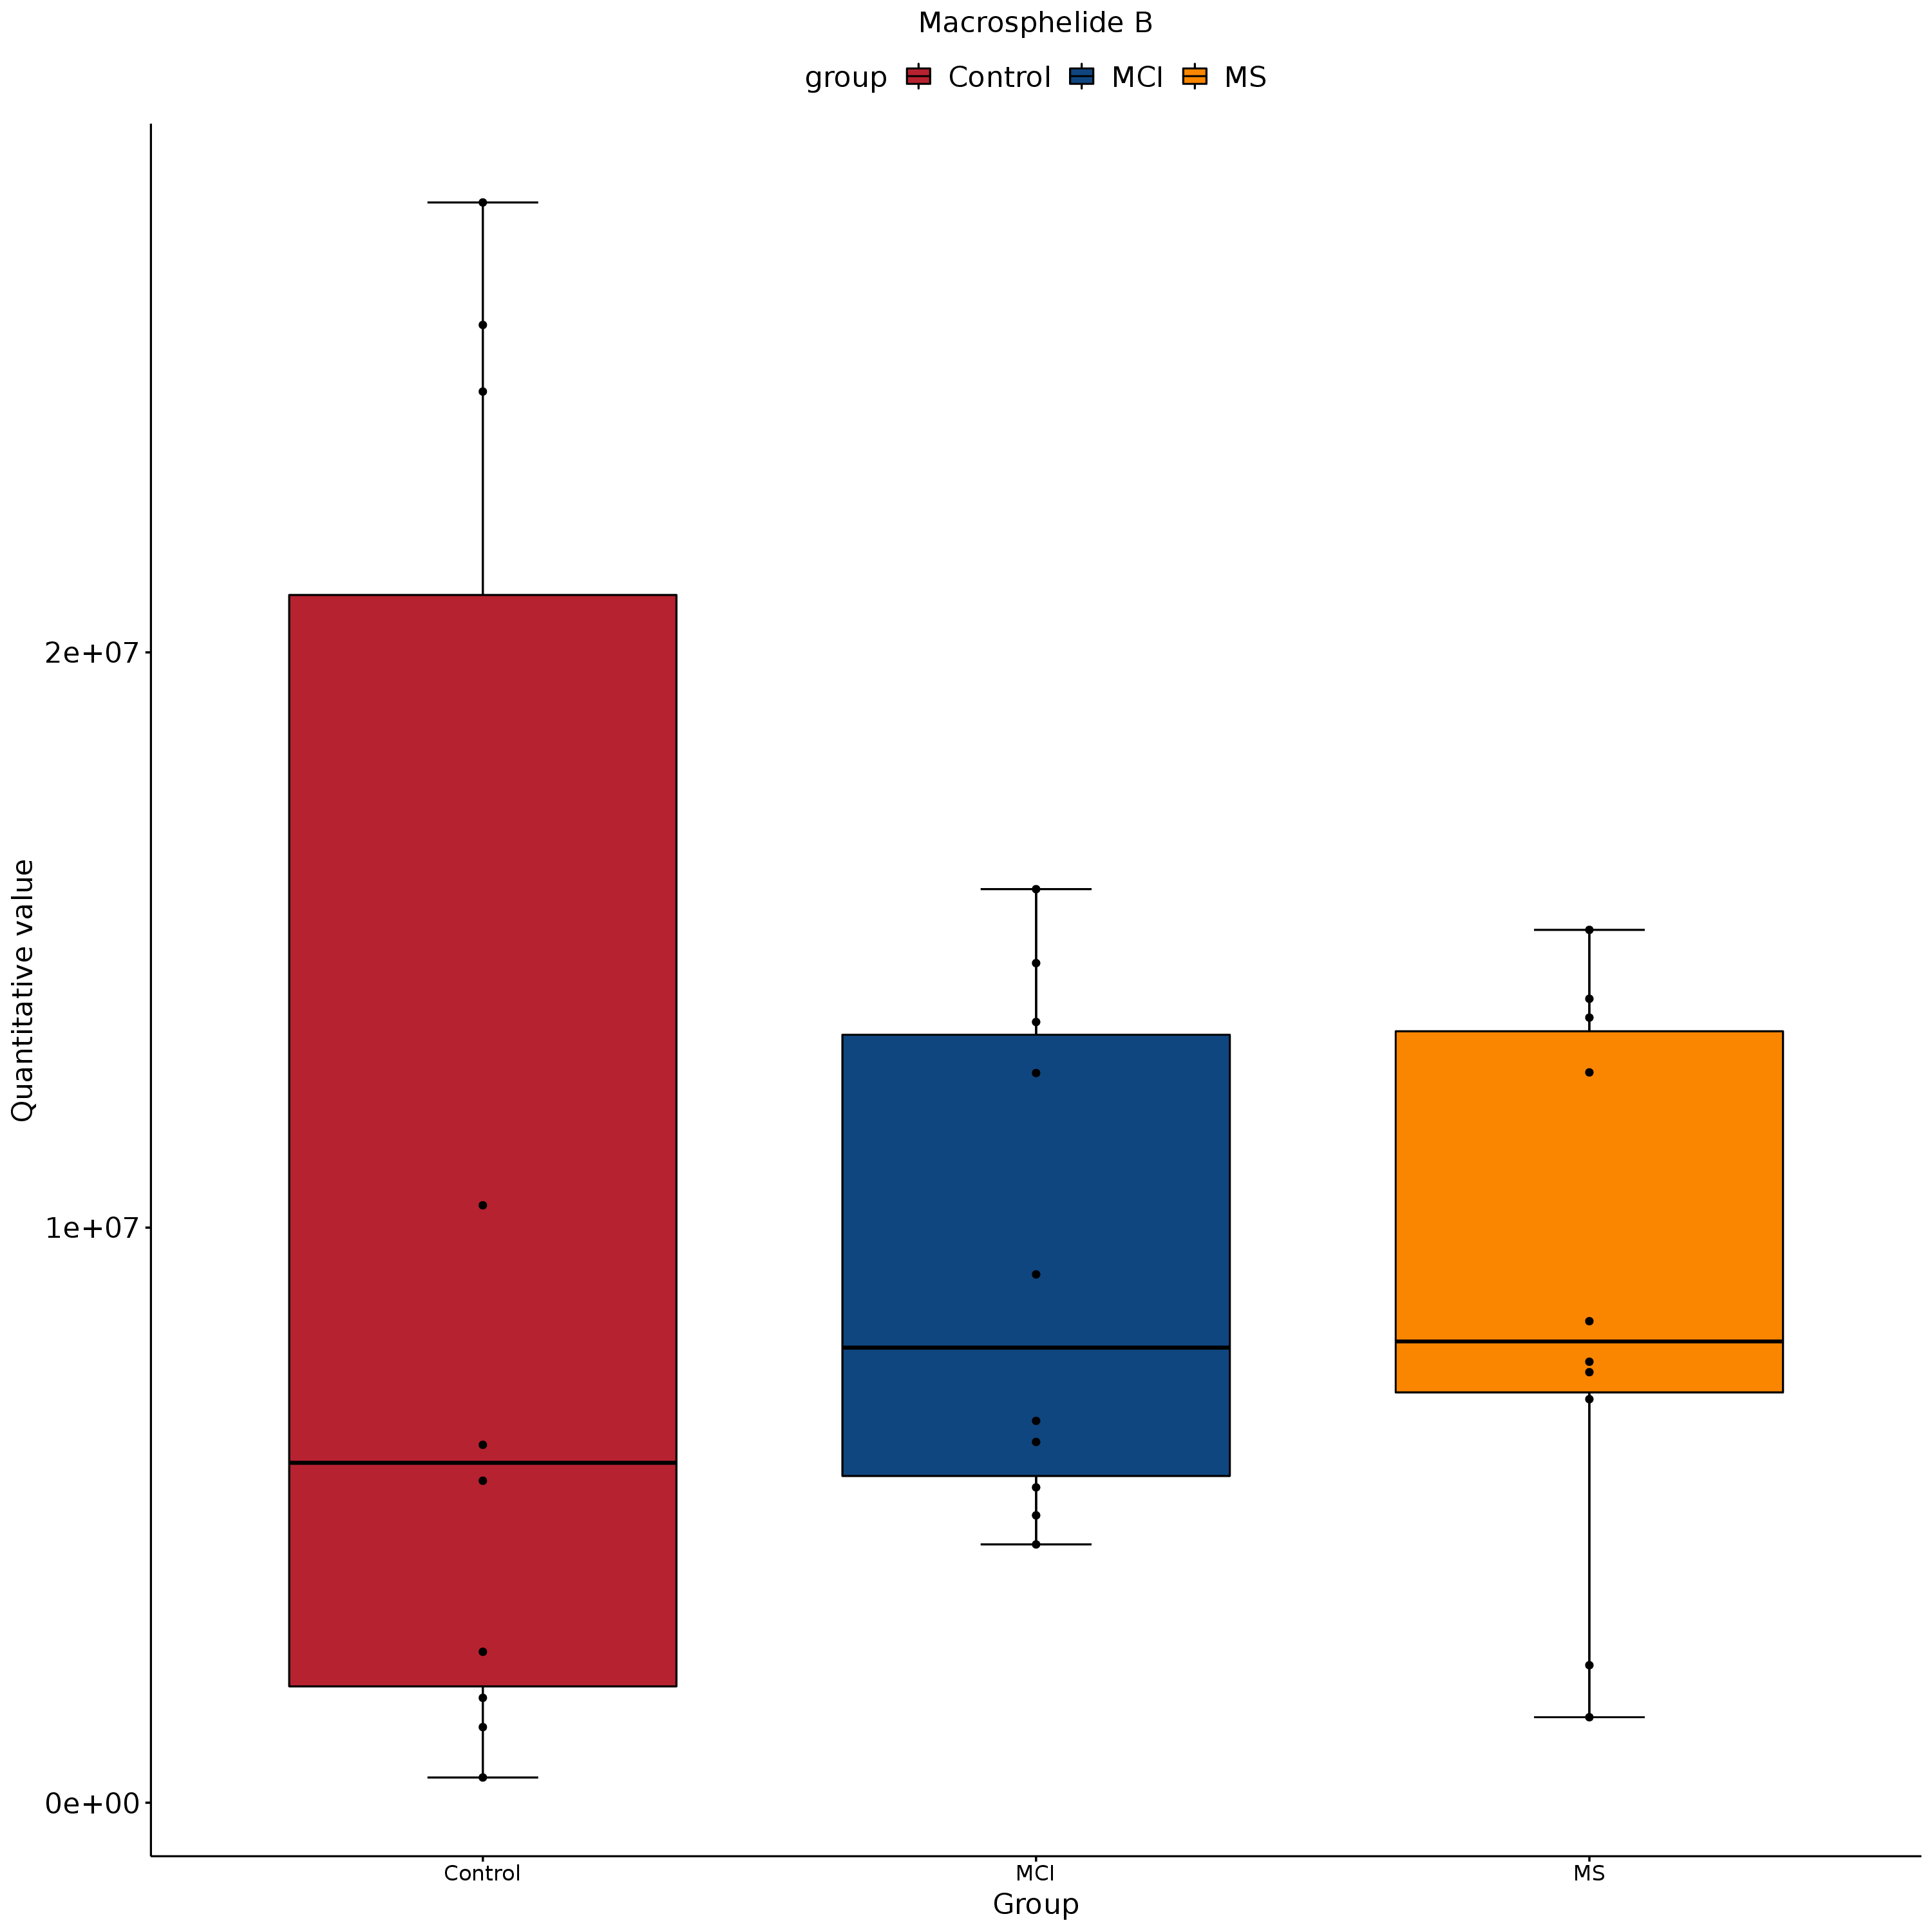 Macrosphelide B
group Control MCI MS
Quantitative value
2e+07
1e+07
0e+00
Control MCI MS
Group